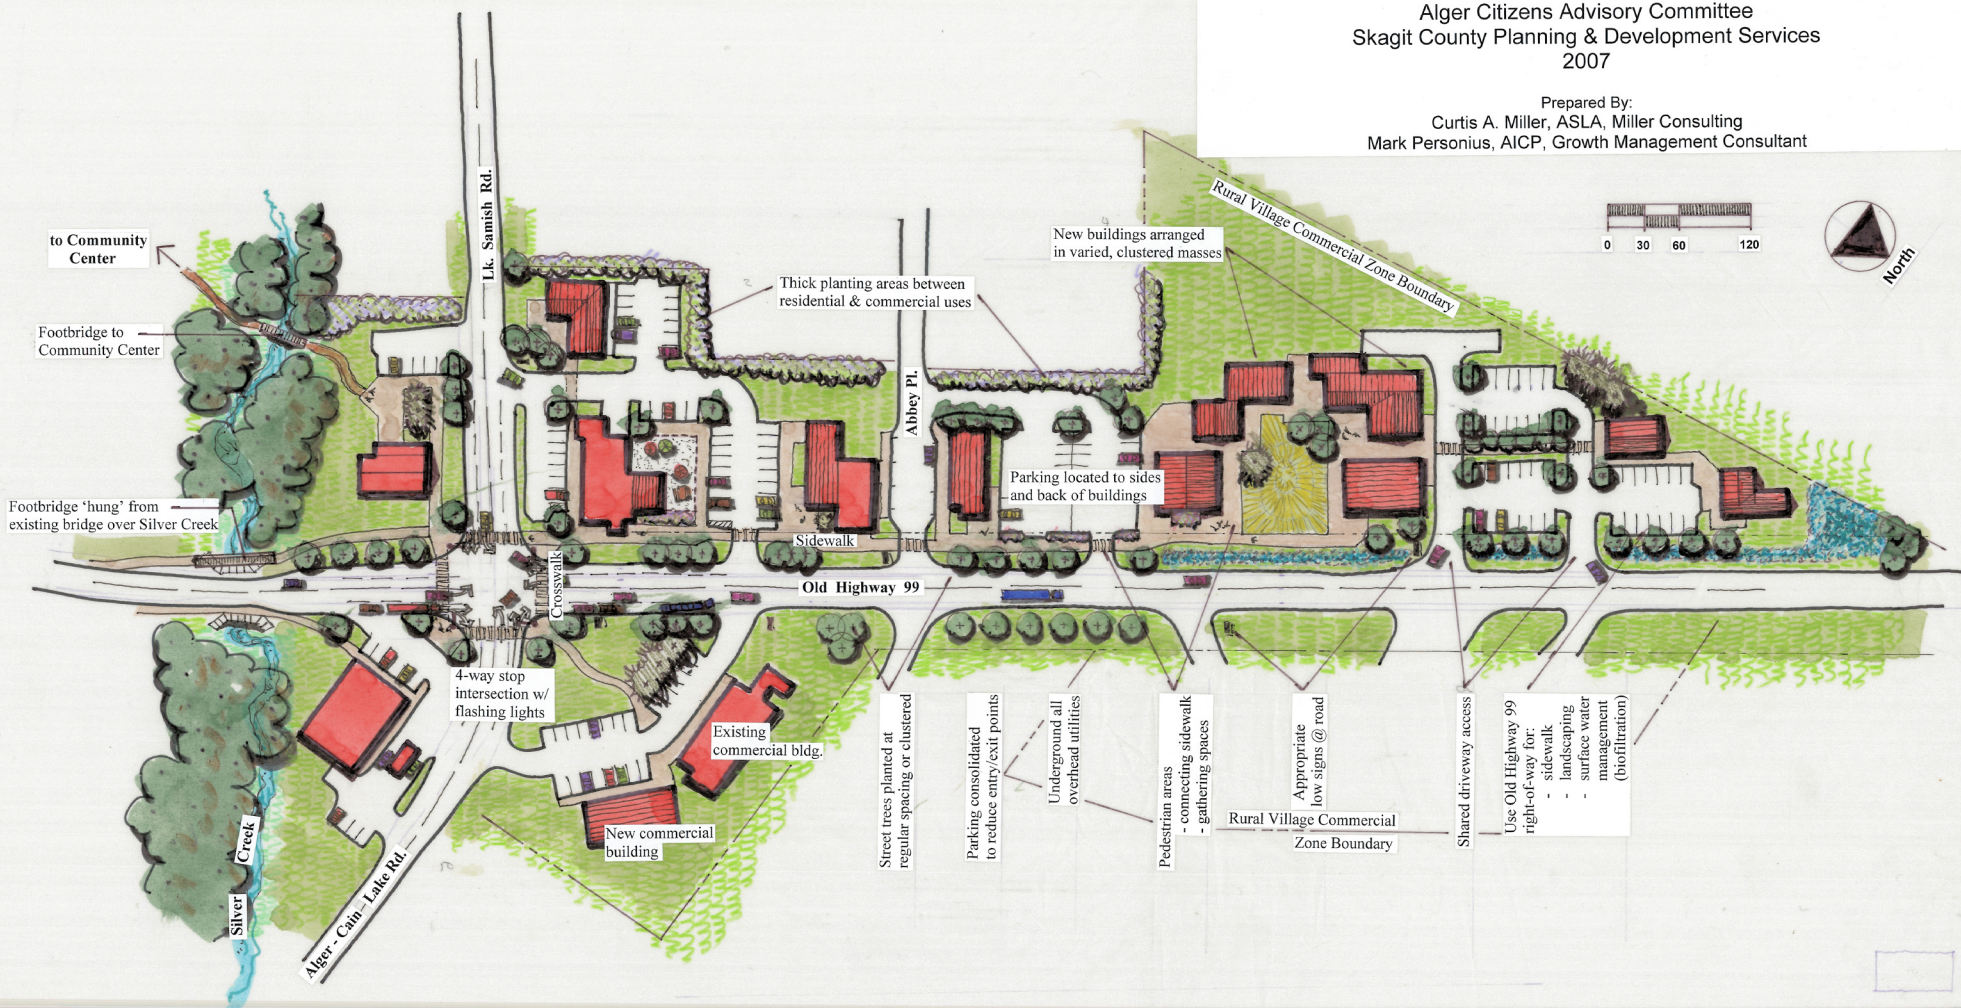 Alger Citizens Advisory Committee
Skagit County Planning & Development Services
2007
Prepared By:
Curtis A. Miller, ASLA, Miller Consulting
Mark Personius, AICP, Growth Management Consultant
0 30 60 120
North
Rural Village Commercial Zone Boundary
New buildings arranged
in varied, clustered masses
Lk. Samish Rd.
to Community
Center
Thick planting areas between
residential & commercial uses
Footbridge to
Community Center
Abbey Pl.
Parking located to sides
and back of buildings
Footbridge ‘hung’ from
existing bridge over Silver Creek
Sidewalk
Crosswalk
Old Highway 99
4-way stop
intersection w/
flashing lights
Existing
commercial bldg.
New commercial
building
Silver Creek
Alger - Cain - Lake Rd.
Street trees planted at
regular spacing or clustered
Parking consolidated
to reduce entry/exit points
Underground all
overhead utilities
Pedestrian areas
- connecting sidewalk
- gathering spaces
Appropriate
low signs @ road
Rural Village Commercial
Zone Boundary
Shared driveway access
Use Old Highway 99
right-of-way for:
- sidewalk
- landscaping
- surface water
management
(biofiltration)